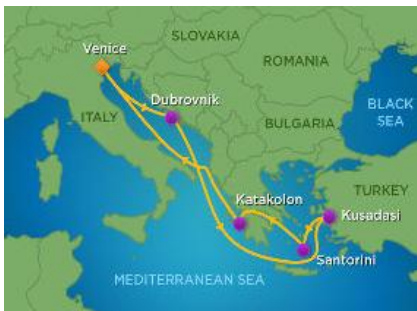 Venice
SLOVAKIA
ROMANIA
Dubrovnik
BLACK
SEA
ITALY
BULGARIA
TURKEY
Katakolon
Kusadasi
Santorini
MEDITERRANEAN SEA